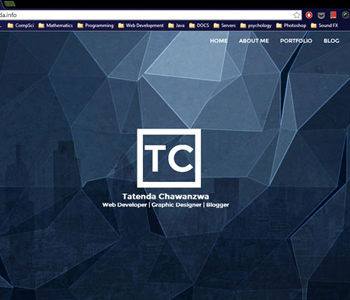 da.info
CompSci Mathematics Programming Web Development Java DOCS Servers psychology Photoshop Sound FX
HOME ABOUT ME PORTFOLIO BLOG
TC
Tatenda Chawanzwa
Web Developer | Graphic Designer | Blogger